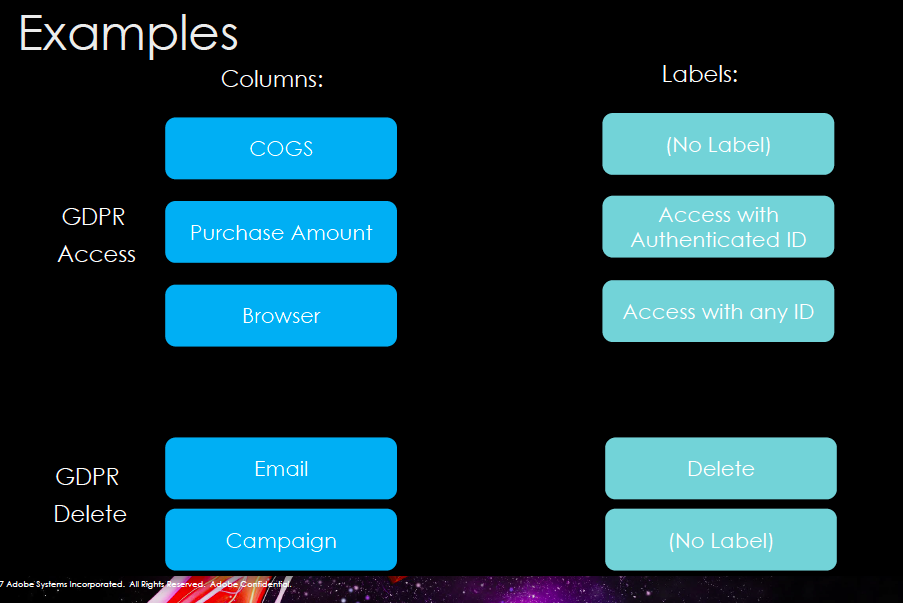 Examples
Columns:
Labels:
COGS
(No Label)
GDPR
Access
Purchase Amount
Access with
Authenticated ID
Browser
Access with any ID
GDPR
Delete
Email
Delete
Campaign
(No Label)
7 Adobe Systems Incorporated. All Rights Reserved. Adobe Confidential.